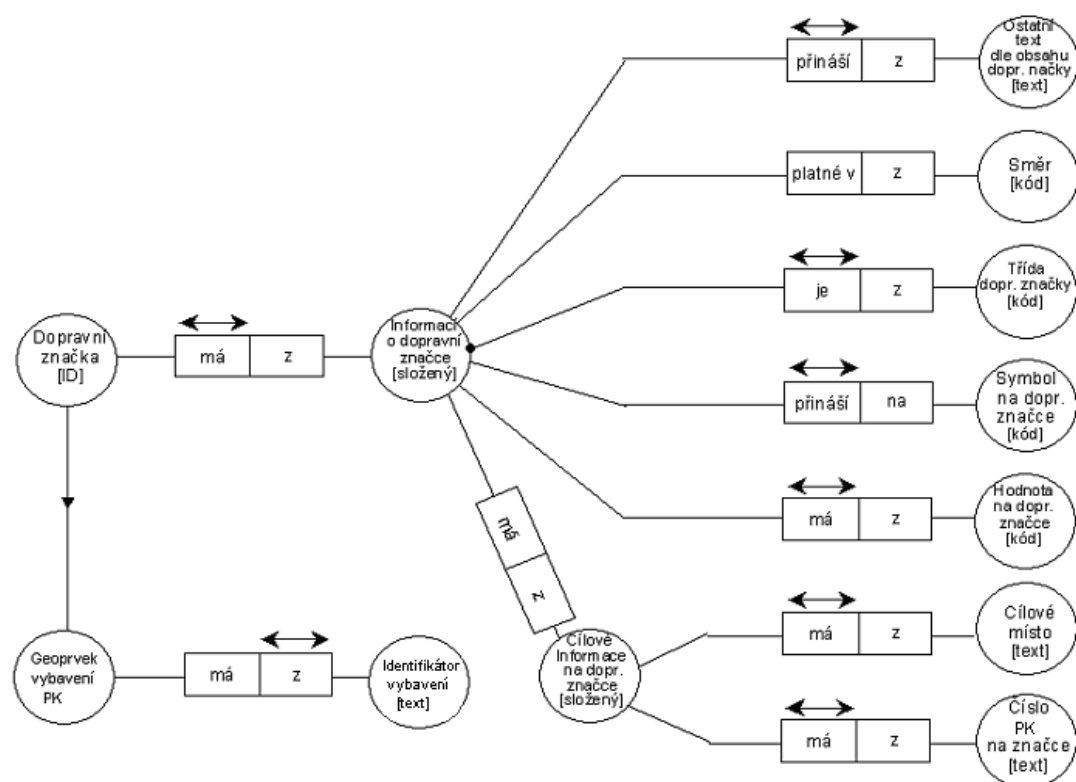 Ostatní
text
dle obsahu
dopr. načky
[text]
přináší
z
Směr
[kód]
platné v
z
Třída
dopr. značky
[kód]
je
z
Dopravní
značka
[ID]
má
z
Informací
o dopravní
značce
[složený]
Symbol
na dopr.
značce
[kód]
přináší
na
Hodnota
na dopr.
značce
[kód]
má
z
má
z
Cílové
místo
[text]
má
z
Geoprvek
vybavení
PK
má
z
Identifikátor
vybavení
[text]
Cílové
Informace
na dopr.
značce
[složený]
Číslo
PK
na značce
[text]
má
z